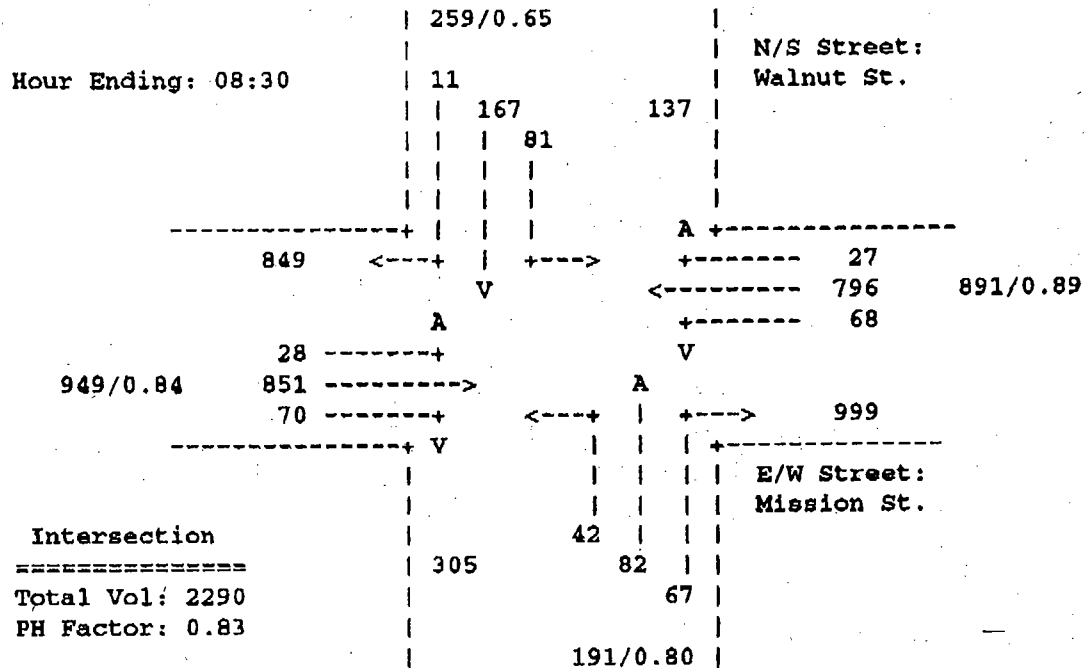 259/0.65
N/S Street:
Hour Ending: 08:30
11
Walnut St.
167
137
81
A
849
27
V
796
891/0.89
A
68
28
V
949/0.84
851
A
70
999
V
E/W Street:
Mission St.
Intersection
42
===============
305
82
Total Vol: 2290
67
PH Factor: 0.83
191/0.80